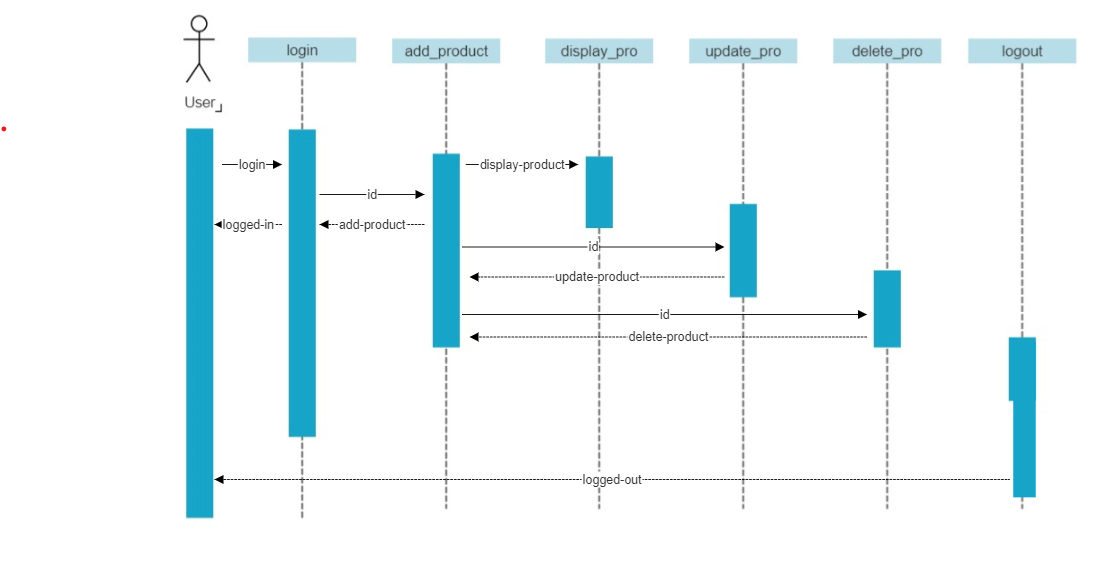 login
add_product
display_pro
update_pro
delete_pro
logout
User
login
display-product
id
logged-in
add-product
id
update-product
id
delete-product
logged-out